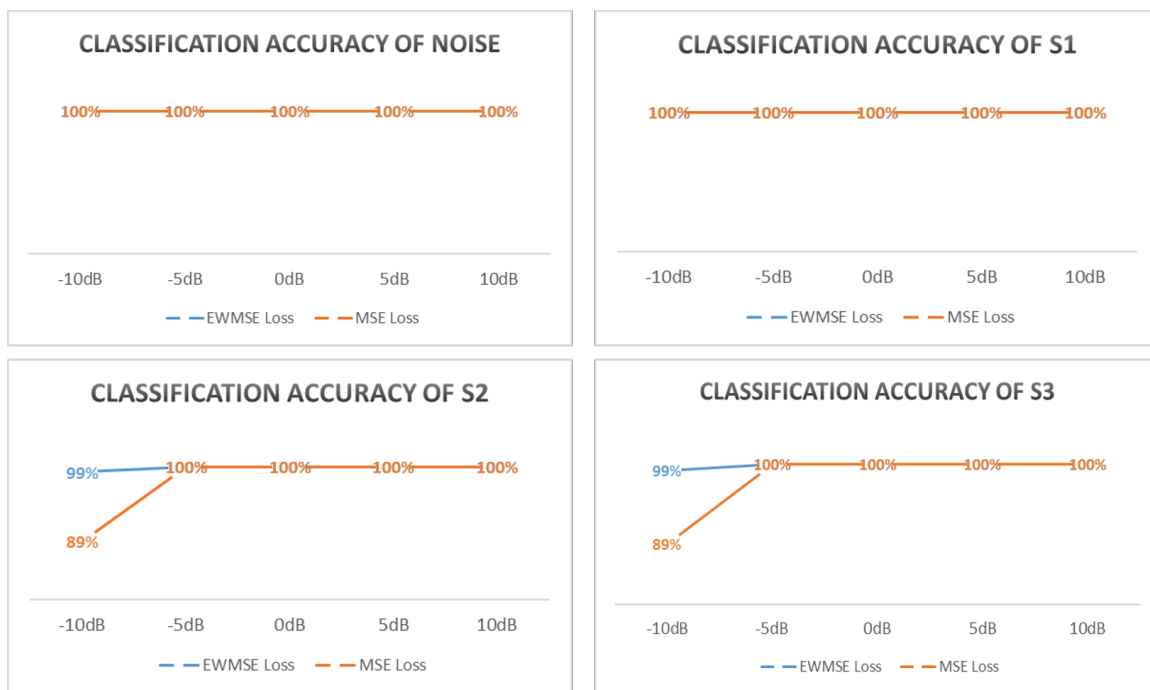 CLASSIFICATION ACCURACY OF NOISE
100% 100% 100% 100% 100%
-10dB -5dB 0dB 5dB 10dB
EWMSE Loss MSE Loss
CLASSIFICATION ACCURACY OF S1
100% 100% 100% 100% 100%
-10dB -5dB 0dB 5dB 10dB
EWMSE Loss MSE Loss
CLASSIFICATION ACCURACY OF S2
99% 100% 100% 100% 100%
89%
-10dB -5dB 0dB 5dB 10dB
EWMSE Loss MSE Loss
CLASSIFICATION ACCURACY OF S3
99% 100% 100% 100% 100%
89%
-10dB -5dB 0dB 5dB 10dB
EWMSE Loss MSE Loss